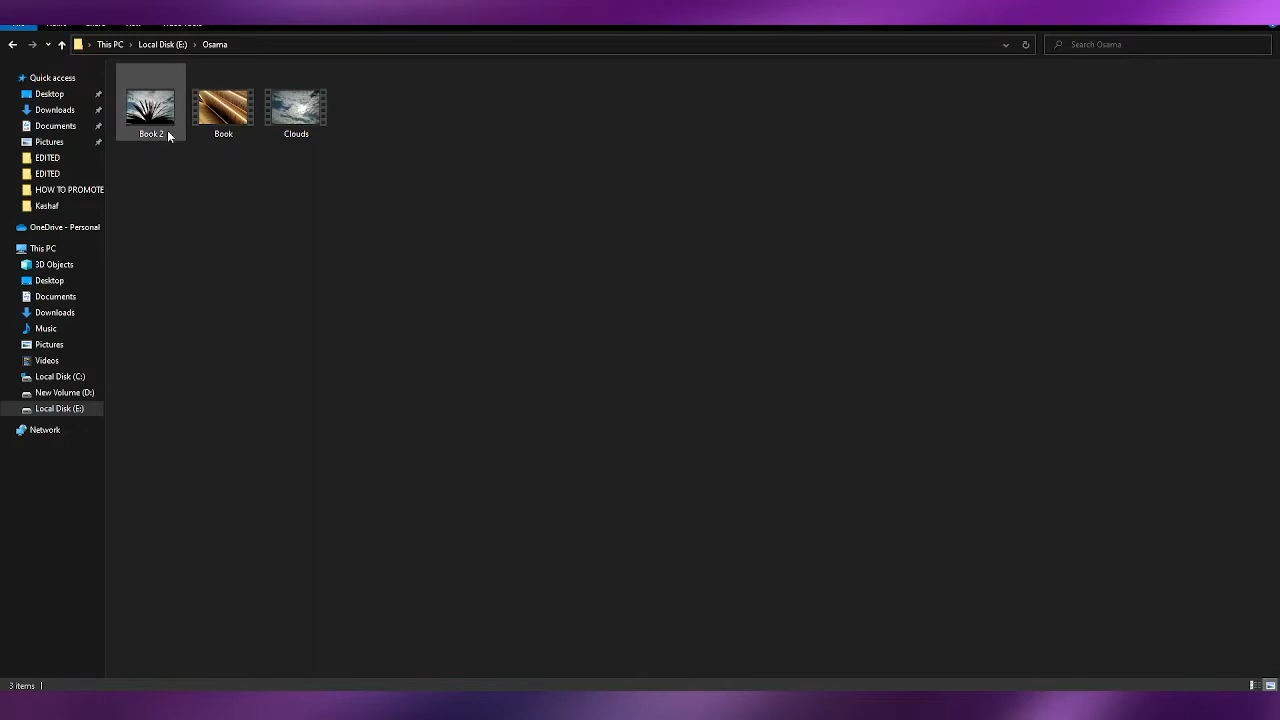 This PC
Local Disk (E:)
Osama
Search Osama
Quick access
Desktop
Downloads
Documents
Pictures
EDITED
EDITED
HOW TO PROMOTE
Kashaf
OneDrive - Personal
This PC
3D Objects
Desktop
Documents
Downloads
Music
Pictures
Videos
Local Disk (C:)
New Volume (D:)
Local Disk (E:)
Network
Book 2
Book
Clouds
3 items